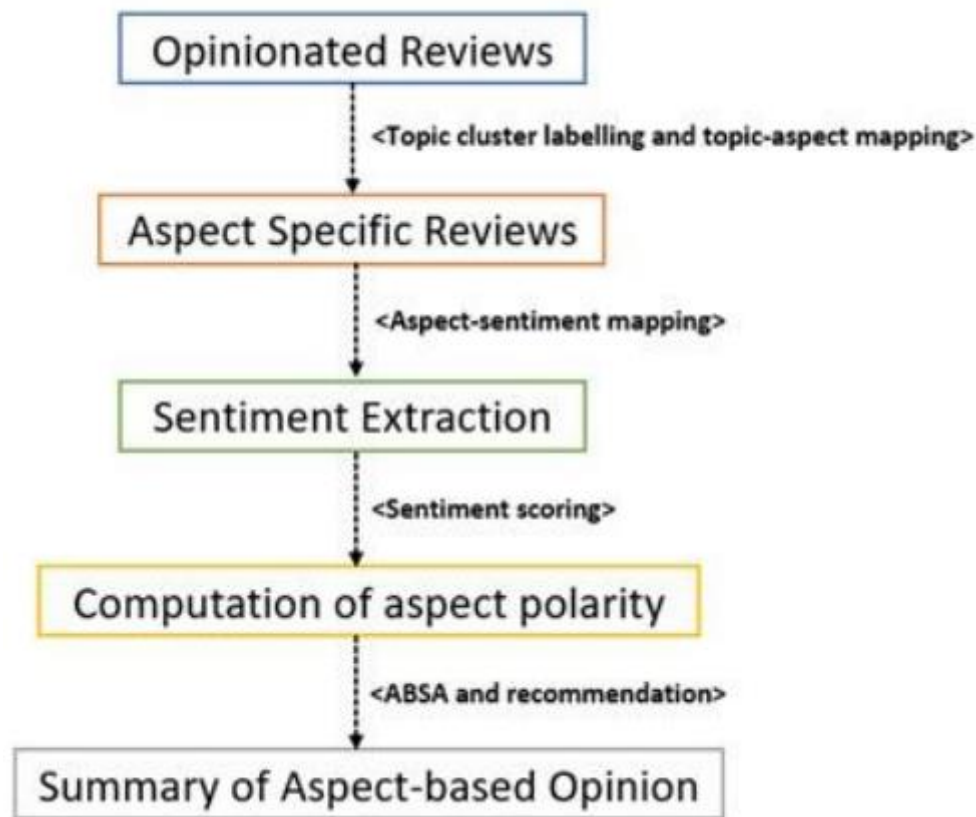 Opinionated Reviews
<Topic cluster labelling and topic-aspect mapping>
Aspect Specific Reviews
<Aspect-sentiment mapping>
Sentiment Extraction
<Sentiment scoring>
Computation of aspect polarity
<ABSA and recommendation>
Summary of Aspect-based Opinion